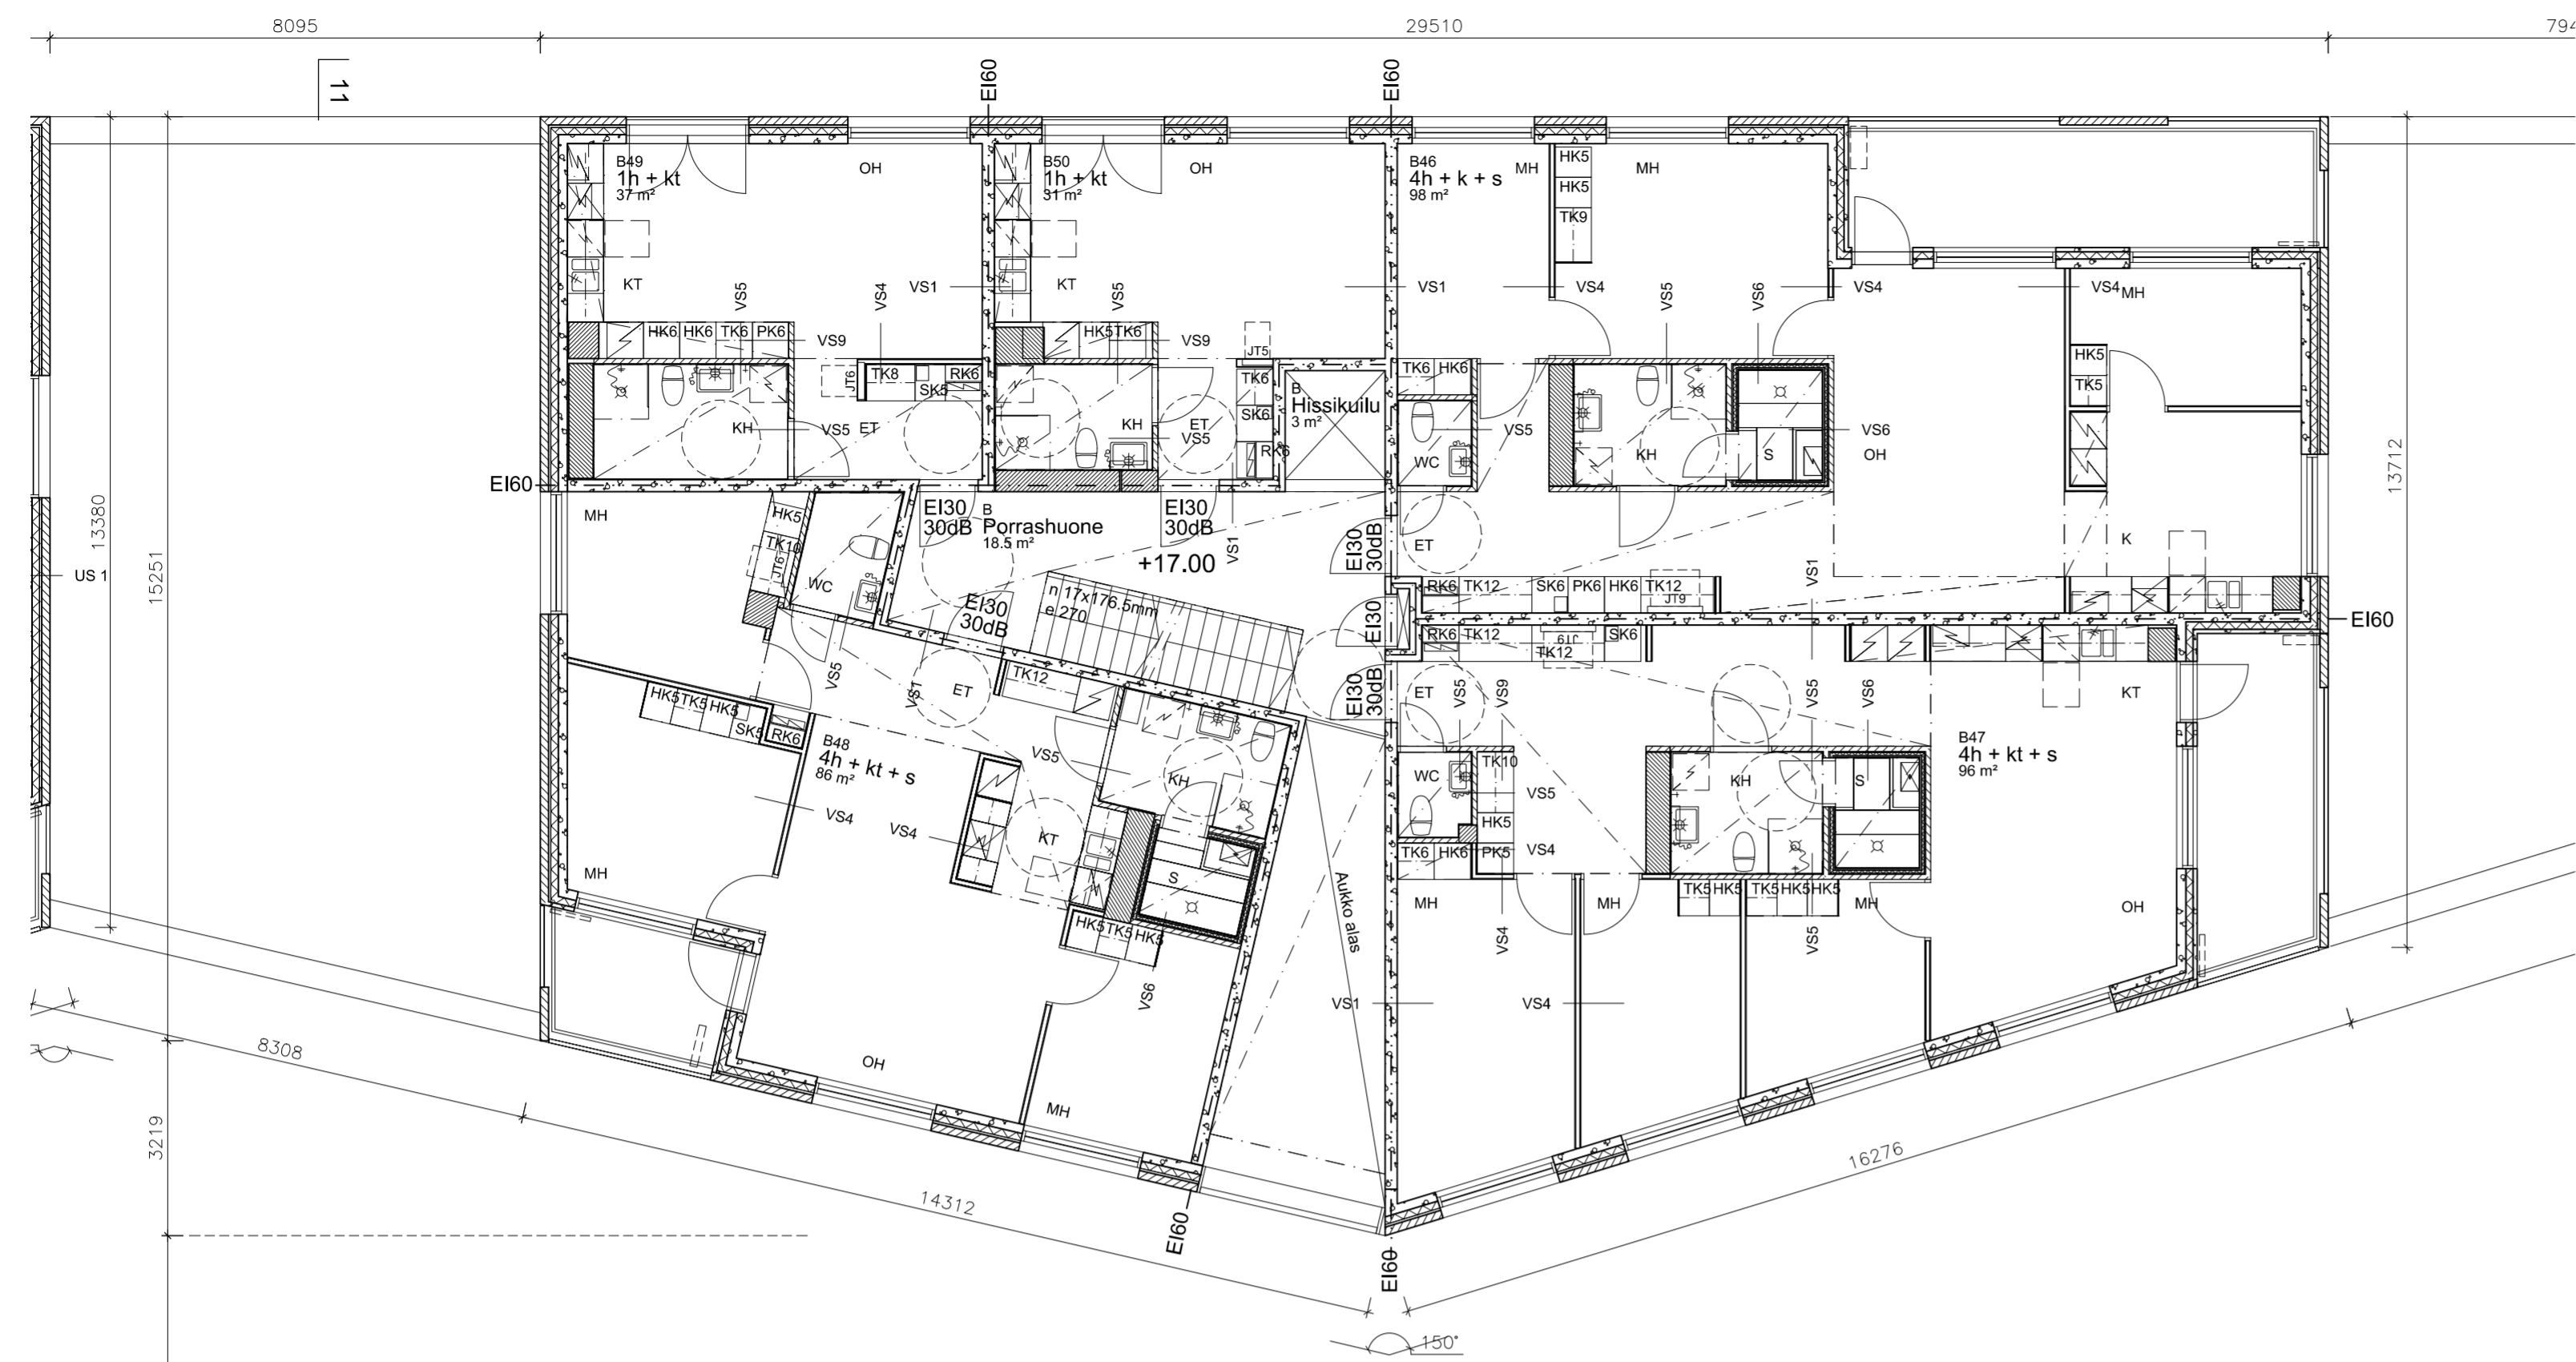 8095
29510
794
11
EI60
EI60
B49
1h + kt
37 m²
OH
B50
1h + kt
31 m²
OH
B46
4h + k + s
98 m²
MH
HK5
HK5
TK9
MH
KT
VS5
VS4
VS1
KT
VS5
VS1
VS4
VS5
VS6
VS4
VS4
MH
HK6
HK6
TK6
PK6
VS9
HK5
TK6
VS9
JT5
HK5
TK5
JT6
TK8
SK5
RK6
TK6
SK6
RK6
B
Hissikuilu
3 m²
TK6
HK6
KH
VS5
ET
KH
ET
VS5
WC
VS5
KH
S
VS6
OH
13712
EI60
13380
15251
US 1
MH
HK5
TK10
JT6
WC
EI30
30dB
B
Porrashuone
18.5 m²
EI30
30dB
VS1
+17.00
EI30
30dB
ET
K
n 17x176.5mm
e 270
EI30
30dB
RK6
TK12
SK6
PK6
HK6
TK12
JT9
VS1
EI30
EI60
RK6
TK12
JT9
TK12
SK6
VS5
VS1
ET
TK12
EI30
30dB
ET
VS5
VS9
VS5
VS6
KT
HK5
TK5
HK5
SK5
RK6
B48
4h + kt + s
86 m²
VS5
KH
B47
4h + kt + s
96 m²
WC
TK10
VS5
HK5
KH
S
VS4
VS4
KT
TK6
HK6
PK5
VS4
MH
S
Aukko alas
MH
VS4
MH
TK5
HK5
TK5
HK5
HK5
MH
VS5
OH
HK5
TK5
HK5
VS6
VS1
VS4
8308
OH
MH
3219
14312
16276
EI60
EI60
150°